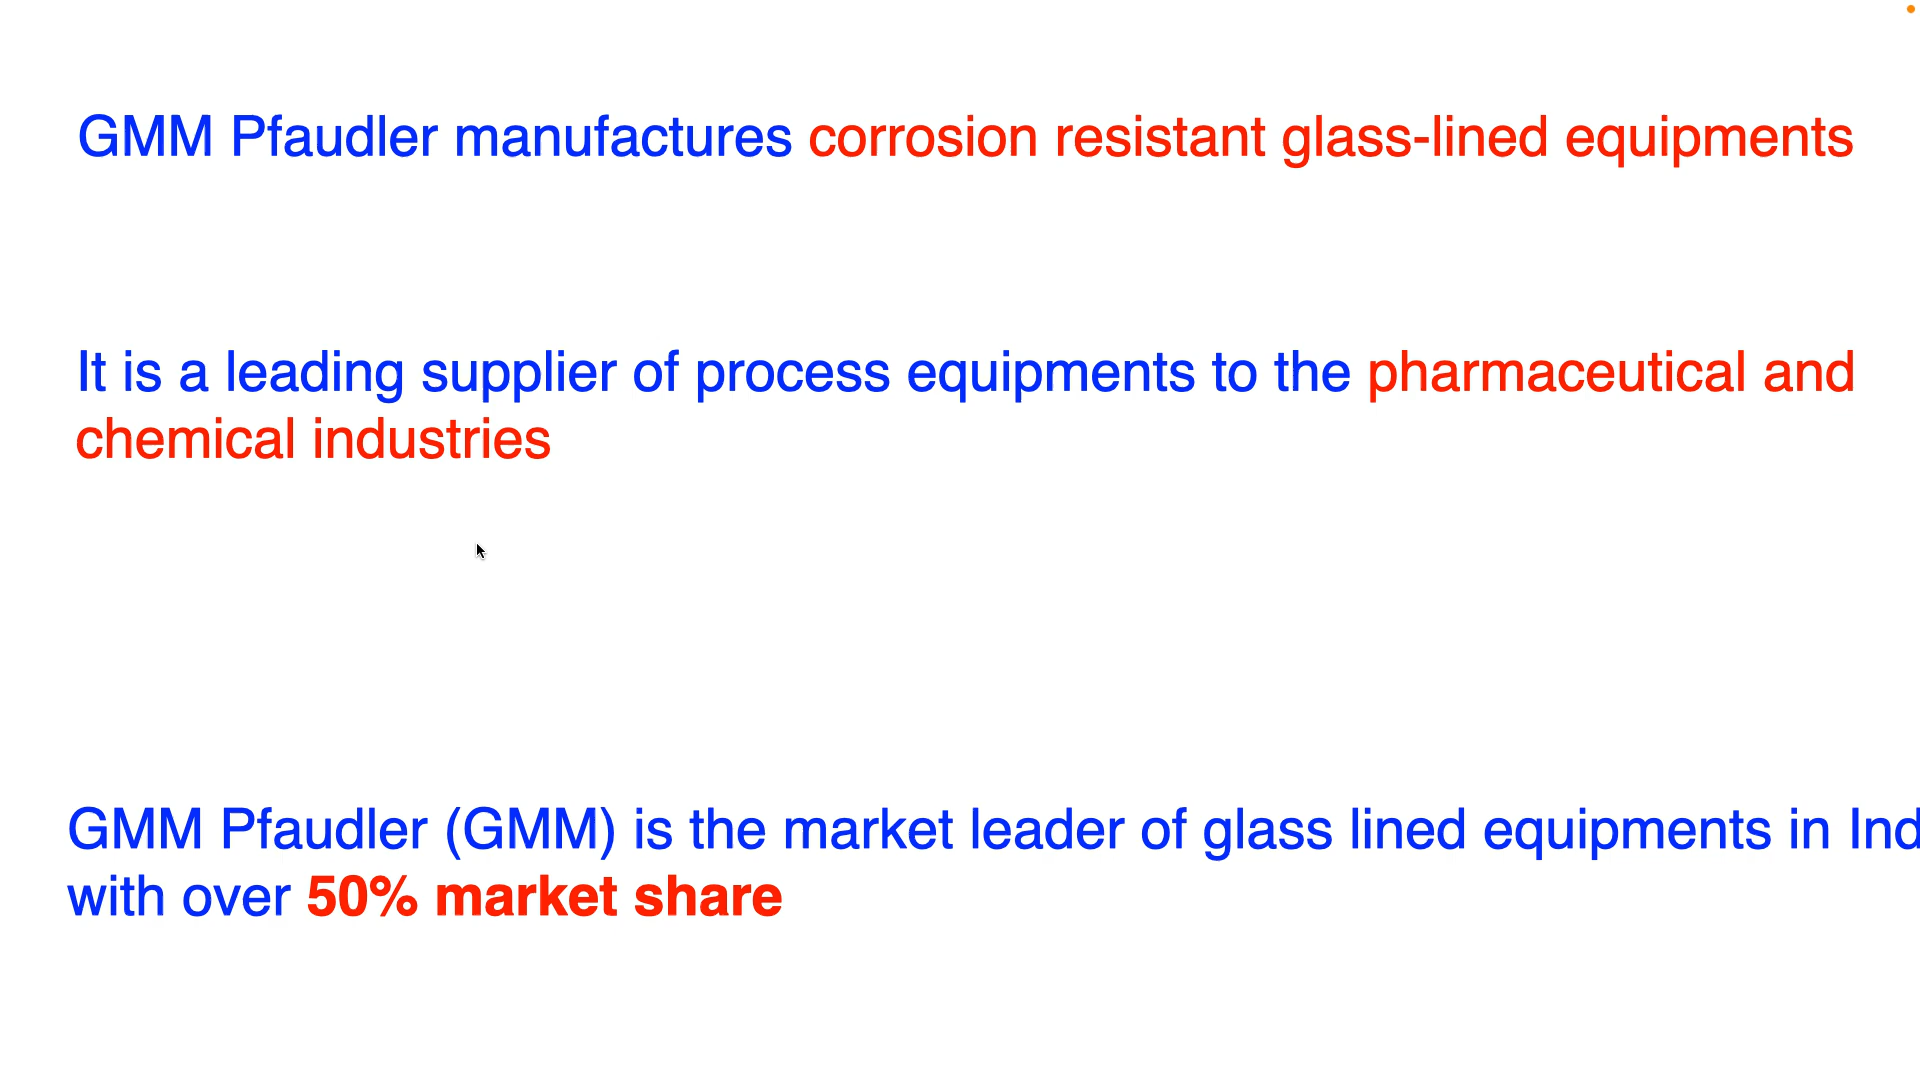 GMM Pfaudler manufactures corrosion resistant glass-lined equipments
It is a leading supplier of process equipments to the pharmaceutical and
chemical industries
GMM Pfaudler (GMM) is the market leader of glass lined equipments in Ind
with over 50% market share